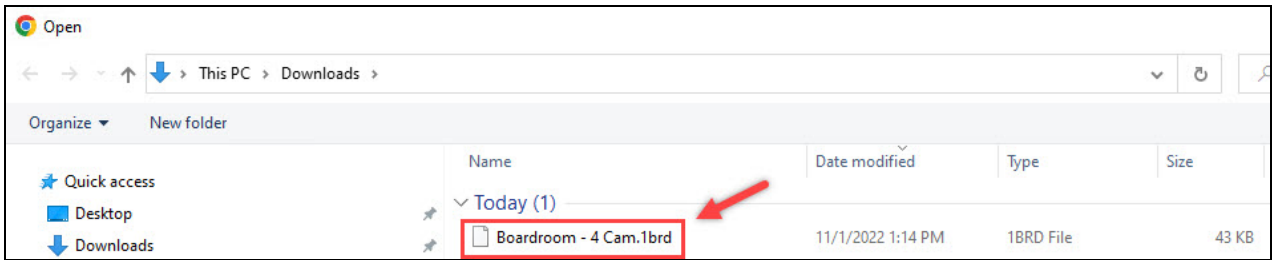 Open
This PC > Downloads >
Organize New folder
Name Date modified Type Size
Quick access
Today (1)
Desktop
Boardroom - 4 Cam.1brd 11/1/2022 1:14 PM 1BRD File 43 KB
Downloads